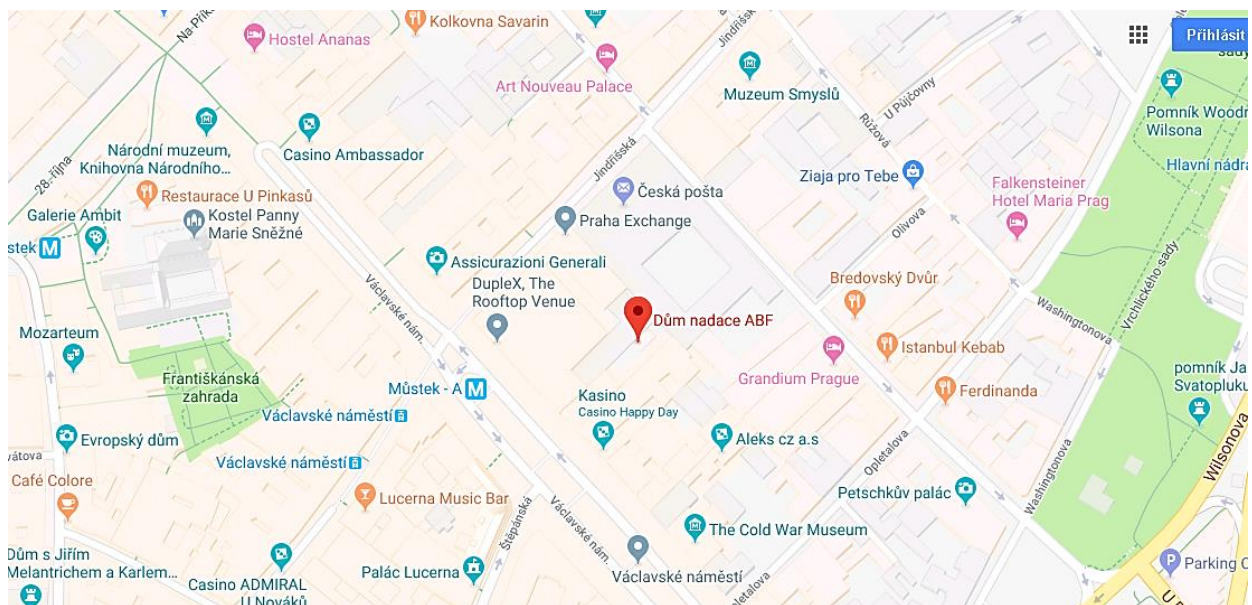 Na-Přík
Kolkovna Savarin
Hostel Ananas
Jindřišská
Přihlásit
sady
Art Nouveau Palace
Muzeum Smyslů
U Půjčovny
Pomník Woodr
Wilsona
Růžová
Národní muzeum,
Knihovna Národního...
Casino Ambassador
28.-října
Jindřišská
Hlavní nádra
Česká pošta
Ziaja pro Tebe
Falkensteiner
Hotel Maria Prag
Restaurace U Pinkasů
Galerie Ambit
Kostel Panny
Marie Sněžné
Praha Exchange
Olivova
stek M
Assicurazioni Generali
DupleX, The
Rooftop Venue
Bredovský Dvůr
Vrchlického sady
Washingtonova
Václavské nám.
Dům nadace ABF
Mozarteum
Istanbul Kebab
Františkánská
zahrada
Můstek - A M
Grandium Prague
pomník Ja
Svatopluku
Kasino
Casino Happy Day
Ferdinanda
Václavské náměstí
Evropský dům
Aleks cz a.s
Opletalova
Wilsonova
Václavské náměstí
Café Colore
Lucerna Music Bar
Petschkův palác
Washingtonova
Štěpánská
Václavské nám.
The Cold War Museum
Dům s Jiřím
Melantrichem a Karlem...
Casino ADMIRAL
U Nováků
Palác Lucerna
Václavské náměstí
Parking C